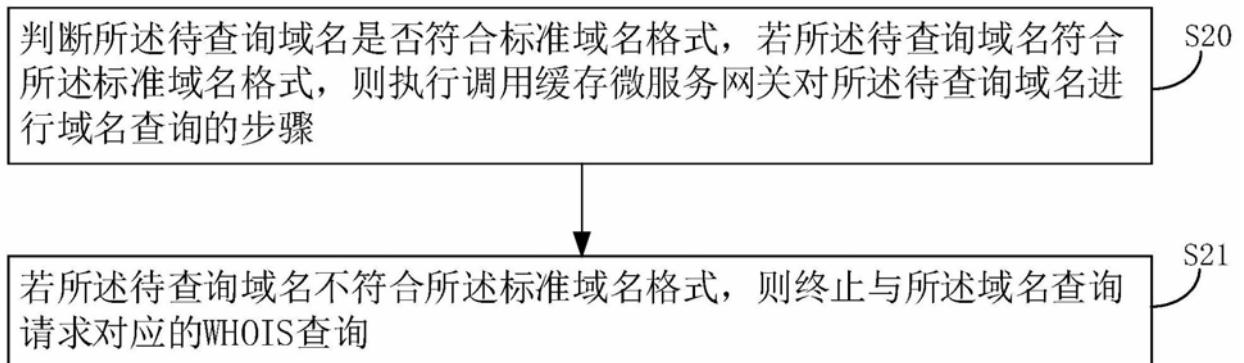 判断所述待查询域名是否符合标准域名格式，若所述待查询域名符合
所述标准域名格式，则执行调用缓存微服务网关对所述待查询域名进
行域名查询的步骤
S20
若所述待查询域名不符合所述标准域名格式，则终止与所述域名查询
请求对应的WHOIS查询
S21